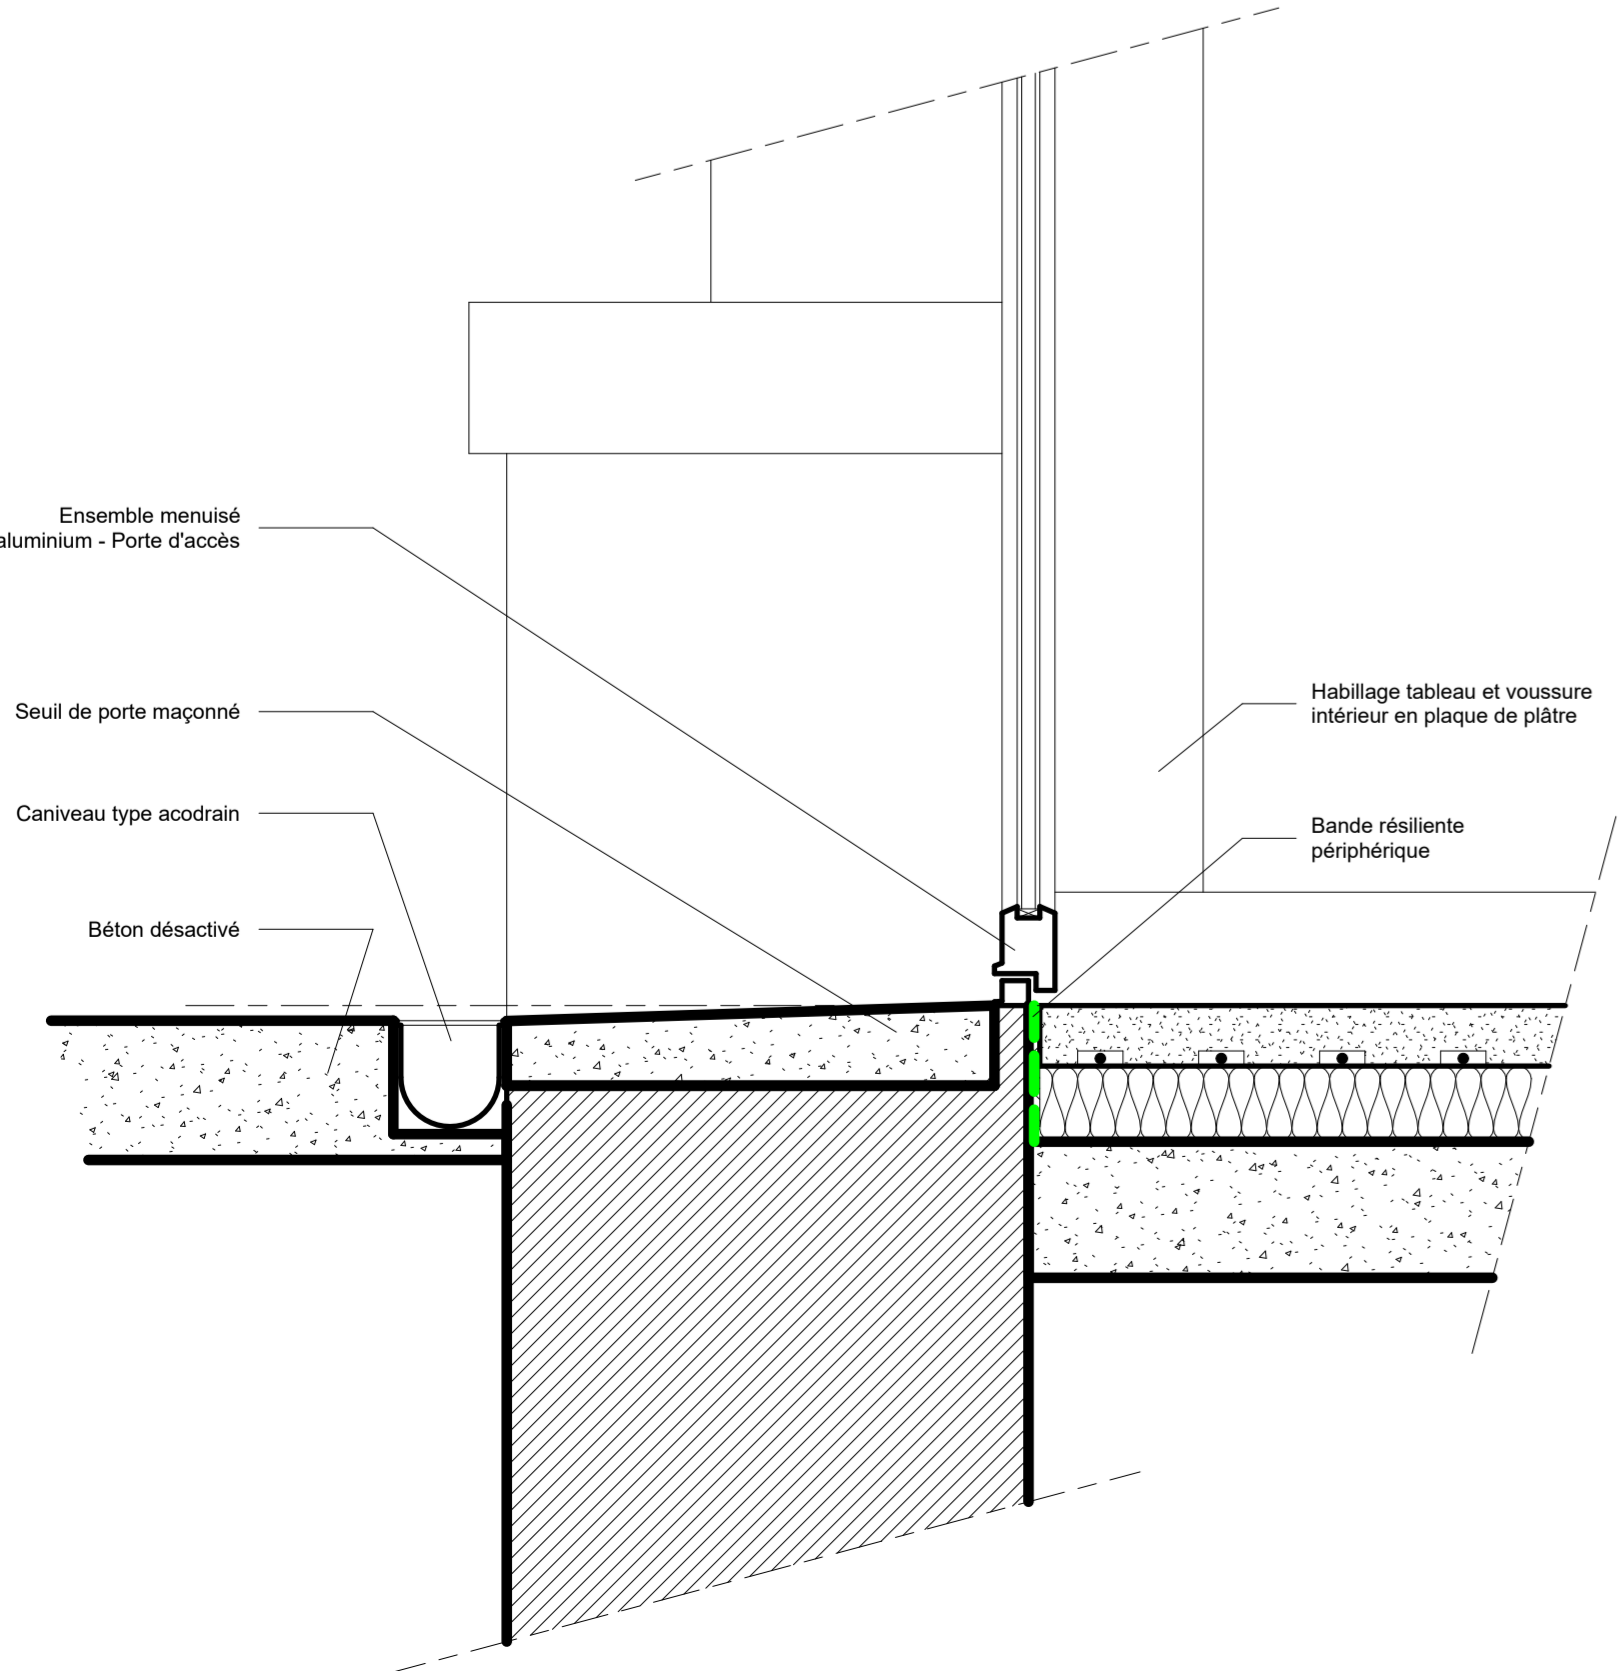 Ensemble menuisé
aluminium - Porte d'accès
Seuil de porte maçonné
Caniveau type acodrain
Béton désactivé
Habillage tableau et voussure
intérieur en plaque de plâtre
Bande résiliente
périphérique